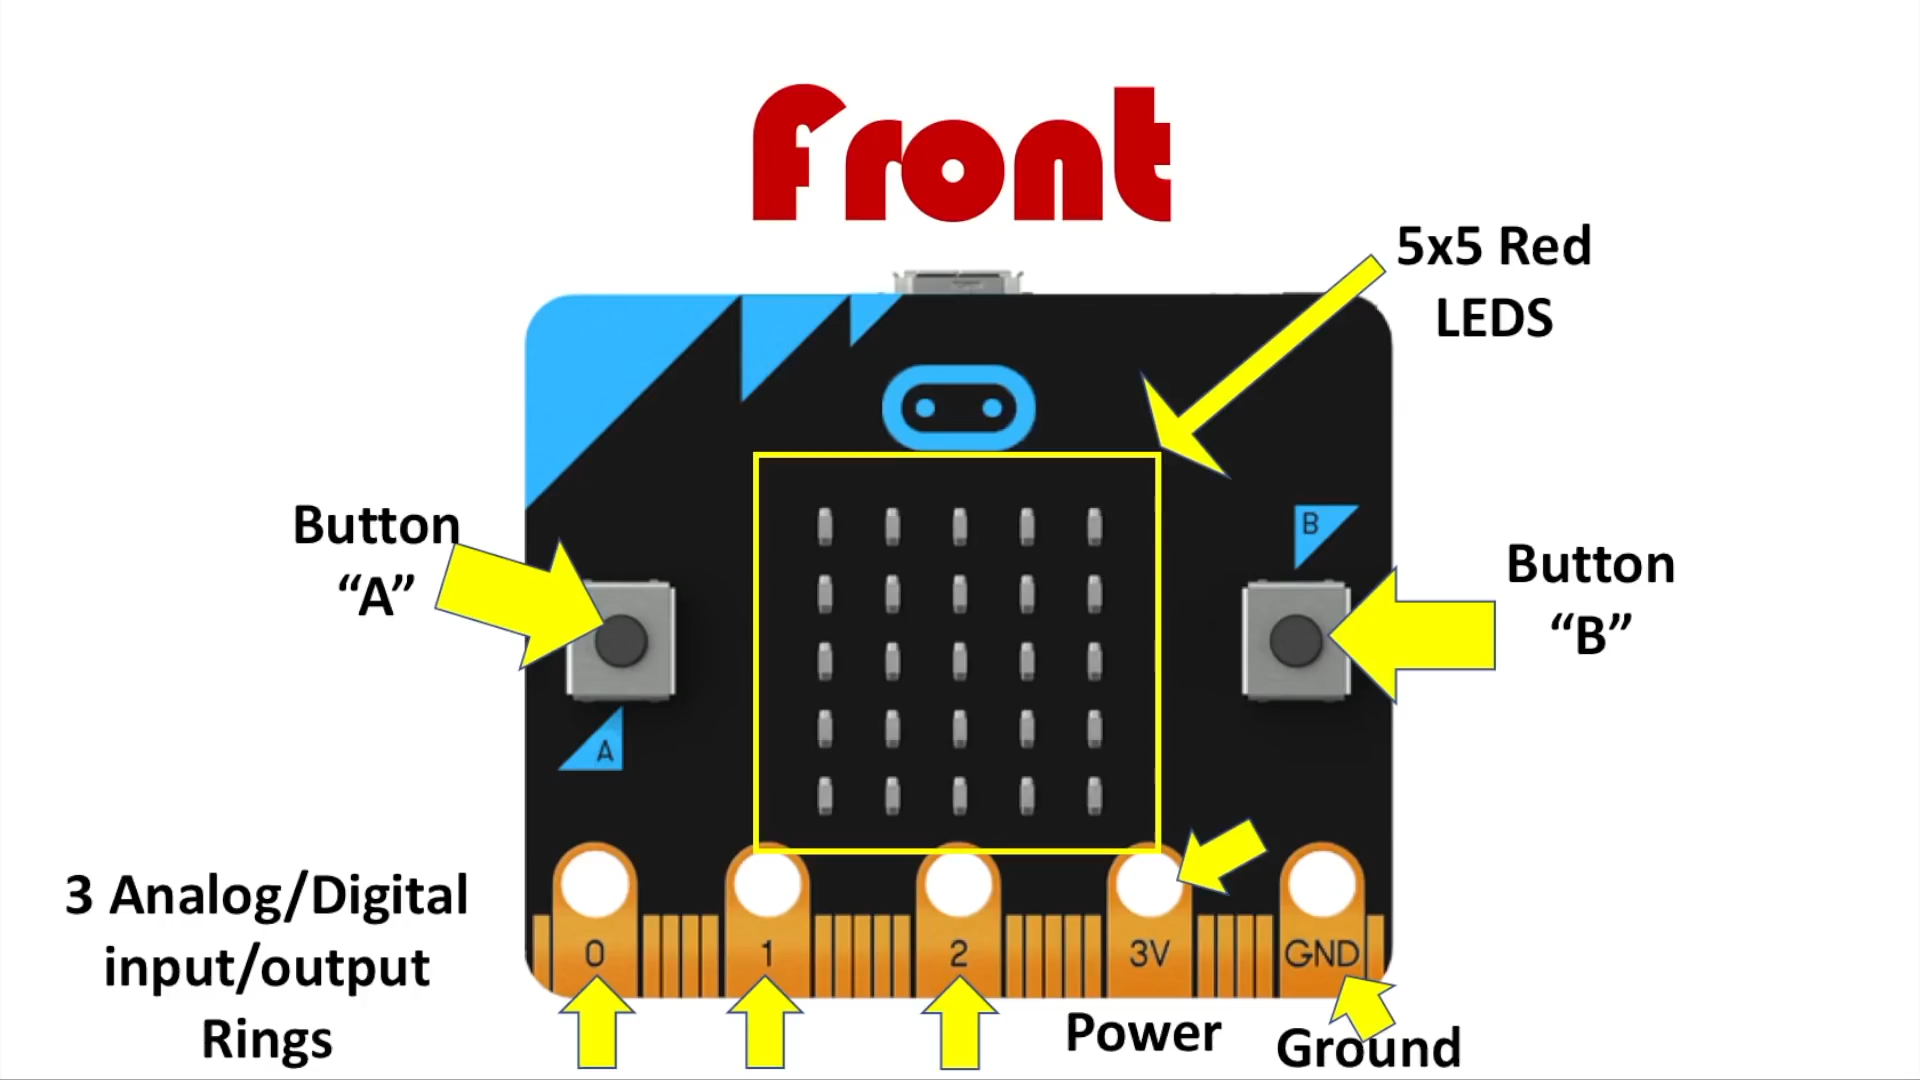 Front
5x5 Red
LEDS
Button
“A”
B
Button
“B”
A
3 Analog/Digital
input/output
Rings
0
1
2
3V
GND
Power
Ground